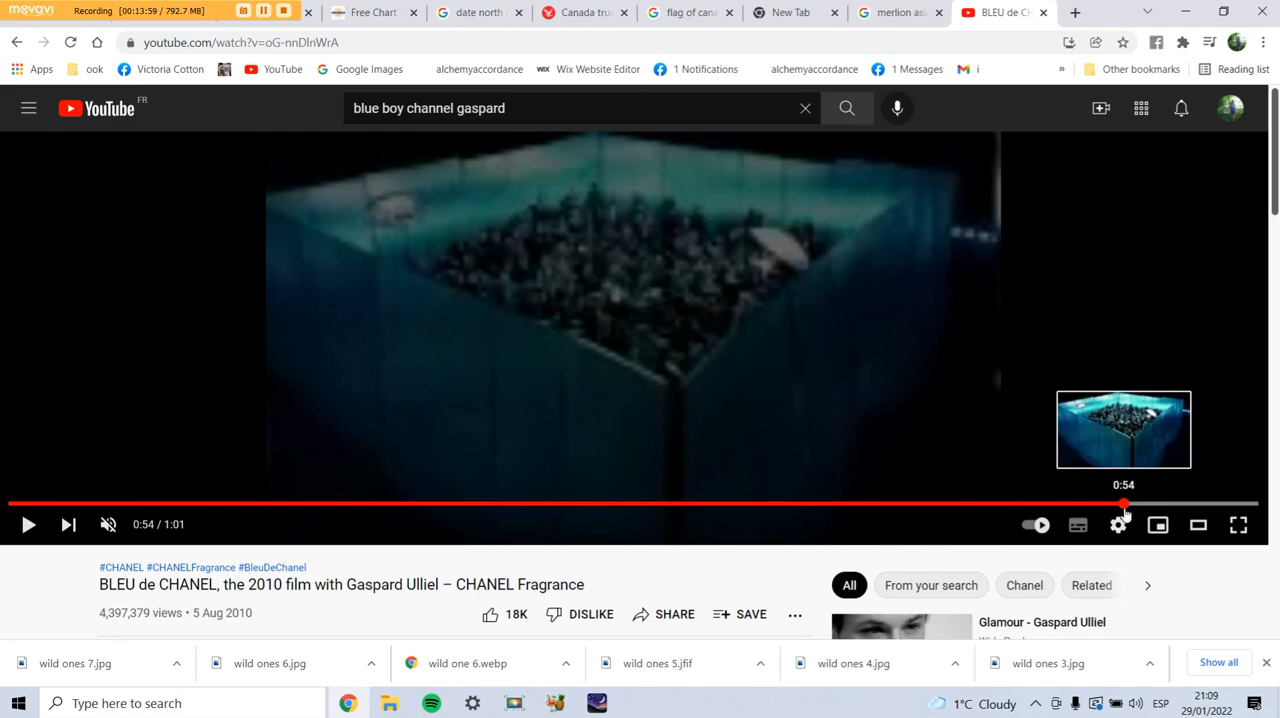 movavi Recording [00:13:59 / 792.7 MB]
Free Chart - date north Canada tru flag of cana New Tab merlion asi BLEU de CH
youtube.com/watch?v=oG-nnDlnWrA
Apps ook Victoria Cotton YouTube Google Images alchemyaccordance WiX Wix Website Editor 1 Notifications alchemyaccordance 1 Messages i » Other bookmarks Reading list
YouTube FR blue boy channel gaspard
0:54
0:54 / 1:01
#CHANEL #CHANELFragrance #BleuDeChanel
BLEU de CHANEL, the 2010 film with Gaspard Ulliel – CHANEL Fragrance
4,397,379 views • 5 Aug 2010 18K DISLIKE SHARE SAVE ...
All From your search Chanel Related
Glamour - Gaspard Ulliel
wild ones 7.jpg wild ones 6.jpg wild one 6.webp wild ones 5.jfif wild ones 4.jpg wild ones 3.jpg Show all
Type here to search 1°C Cloudy ESP 21:09
29/01/2022